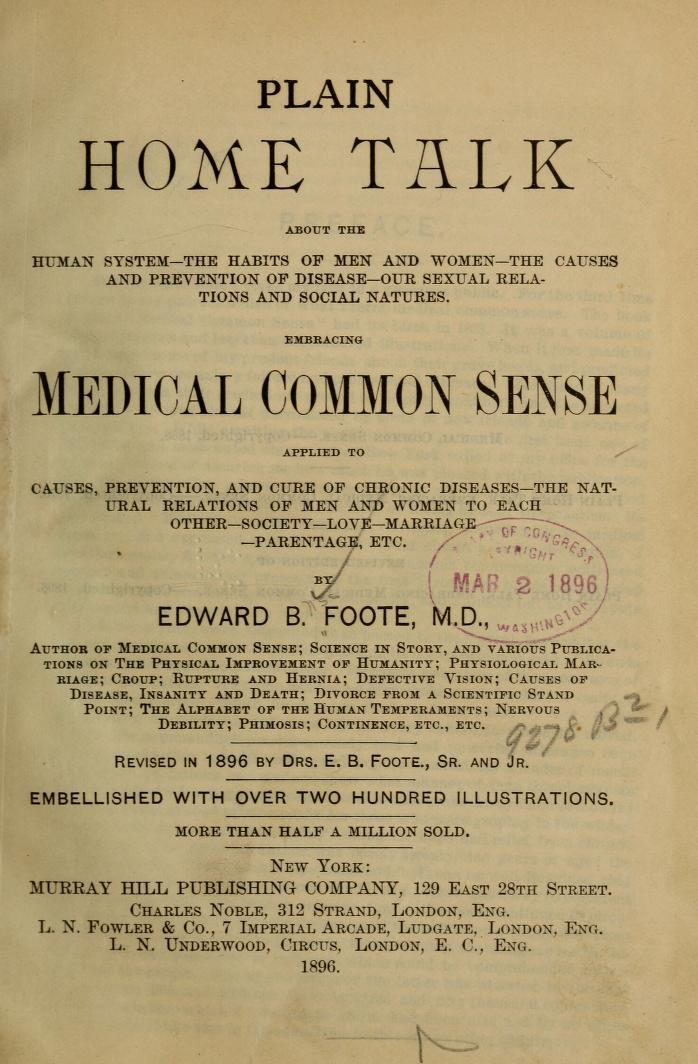 PLAIN
HOME TALK
ABOUT THE
HUMAN SYSTEM—THE HABITS OF MEN AND WOMEN—THE CAUSES
AND PREVENTION OF DISEASE—OUR SEXUAL RELA-
TIONS AND SOCIAL NATURES.
EMBRACING
MEDICAL COMMON SENSE
APPLIED TO
CAUSES, PREVENTION, AND CURE OF CHRONIC DISEASES—THE NAT-
URAL RELATIONS OF MEN AND WOMEN TO EACH
OTHER—SOCIETY—LOVE—MARRIAGE
—PARENTAGE, ETC.
OF CONGRESS
MAR 2 1896
WASHINGTON
BY
EDWARD B. FOOTE, M.D.,
AUTHOR OF MEDICAL COMMON SENSE; SCIENCE IN STORY, AND VARIOUS PUBLICA-
TIONS ON THE PHYSICAL IMPROVEMENT OF HUMANITY; PHYSIOLOGICAL MAR-
RIAGE; CROUP; RUPTURE AND HERNIA; DEFECTIVE VISION; CAUSES OF
DISEASE, INSANITY AND DEATH; DIVORCE FROM A SCIENTIFIC STAND
POINT; THE ALPHABET OF THE HUMAN TEMPERAMENTS; NERVOUS
DEBILITY; PHIMOSIS; CONTINENCE, ETC., ETC.
9278 B2,
REVISED IN 1896 BY DRS. E. B. FOOTE., SR. AND JR.
EMBELLISHED WITH OVER TWO HUNDRED ILLUSTRATIONS.
MORE THAN HALF A MILLION SOLD.
NEW YORK:
MURRAY HILL PUBLISHING COMPANY, 129 EAST 28TH STREET.
CHARLES NOBLE, 312 STRAND, LONDON, ENG.
L. N. FOWLER & CO., 7 IMPERIAL ARCADE, LUDGATE, LONDON, ENG.
L. N. UNDERWOOD, CIRCUS, LONDON, E. C., ENG.
1896.